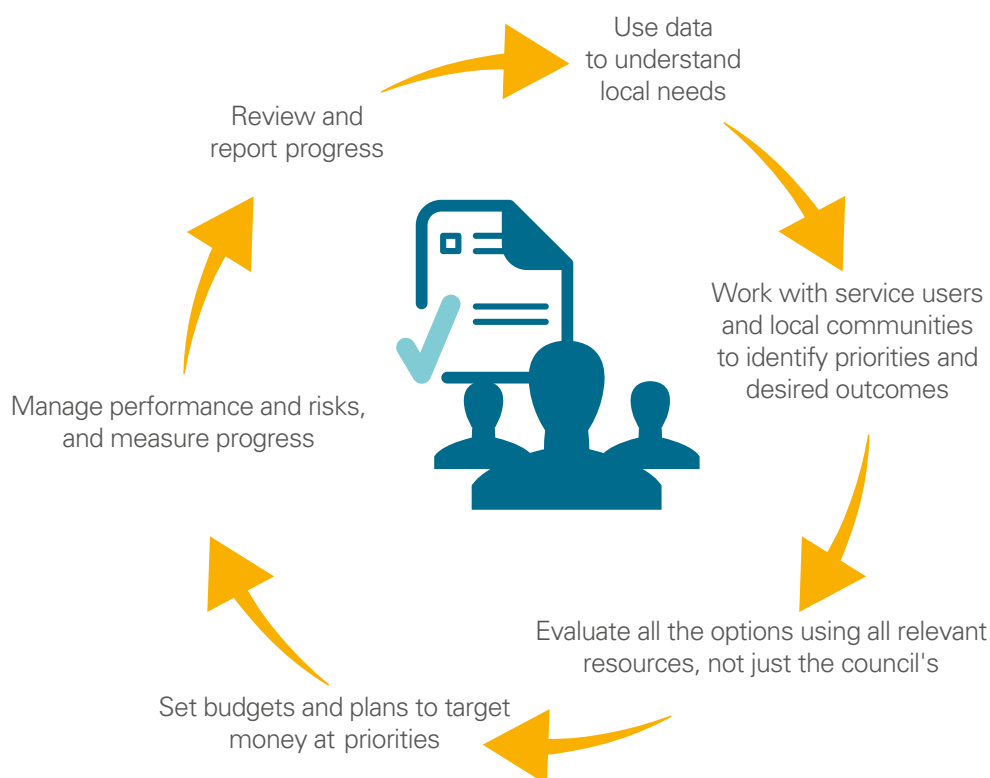 Use data
to understand
local needs
Work with service users
and local communities
to identify priorities and
desired outcomes
Evaluate all the options using all relevant
resources, not just the council's
Set budgets and plans to target
money at priorities
Manage performance and risks,
and measure progress
Review and
report progress